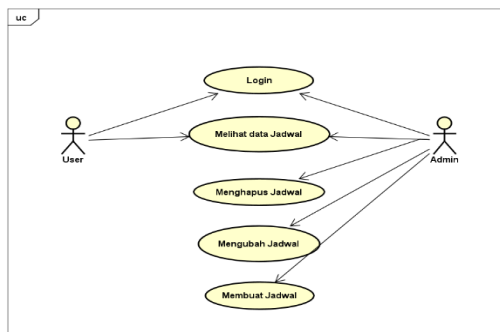 uc
Login
Melihat data Jadwal
User
Admin
Menghapus Jadwal
Mengubah Jadwal
Membuat Jadwal